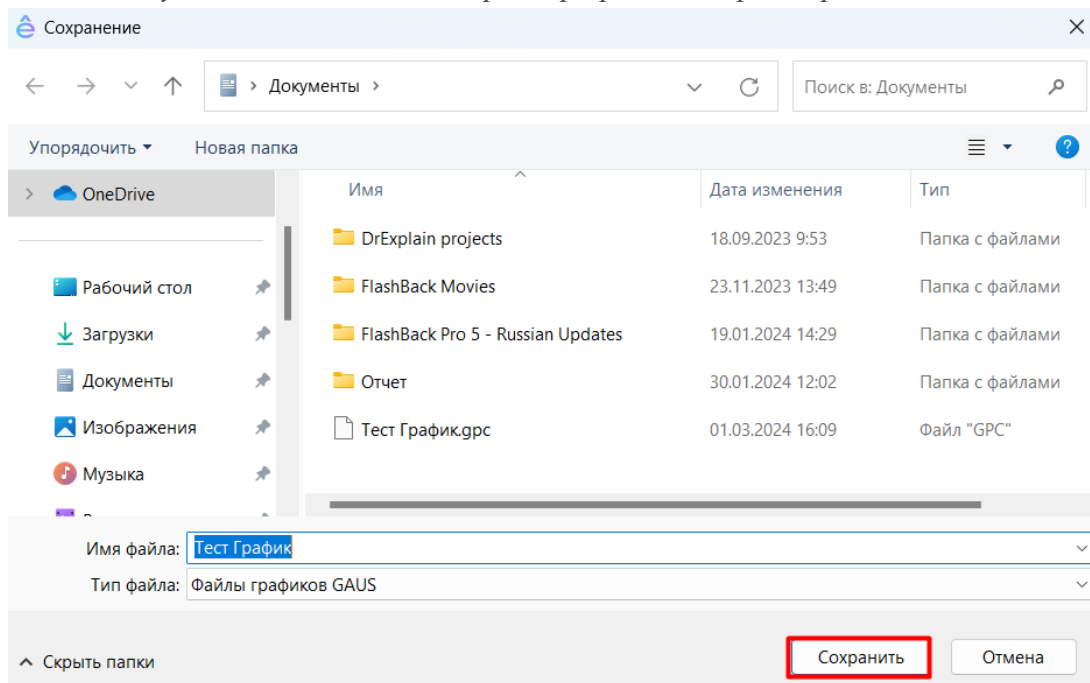 Сохранение
Документы
Поиск в: Документы
Упорядочить
Новая папка
OneDrive
Рабочий стол
Загрузки
Документы
Изображения
Музыка
Имя
Дата изменения
Тип
DrExplain projects
18.09.2023 9:53
Папка с файлами
FlashBack Movies
23.11.2023 13:49
Папка с файлами
FlashBack Pro 5 - Russian Updates
19.01.2024 14:29
Папка с файлами
Отчет
30.01.2024 12:02
Папка с файлами
Тест График.gpc
01.03.2024 16:09
Файл "GPC"
Имя файла: Тест График
Тип файла: Файлы графиков GAUS
Скрыть папки
Сохранить
Отмена